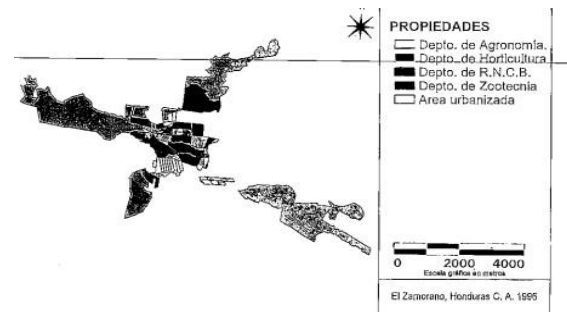 PROPIEDADES
Depto. de Agronomía.
Depto. de Horticultura
Depto. de R.N.C.B.
Depto. de Zootecnia
Area urbanizada
0 2000 4000
Escala gráfica en metros
El Zamorano, Honduras C. A. 1995